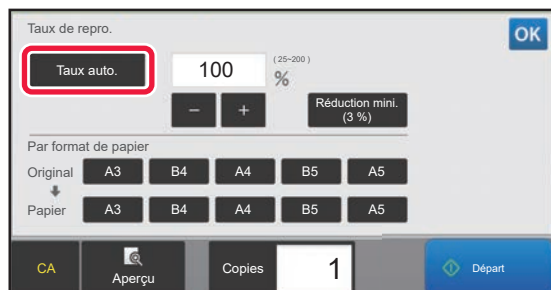 Taux de repro.
OK
Taux auto.
100
(25~200)
%
−
+
Réduction mini.
(3 %)
Par format de papier
Original
A3
B4
A4
B5
A5
Papier
A3
B4
A4
B5
A5
CA
Aperçu
Copies
1
Départ